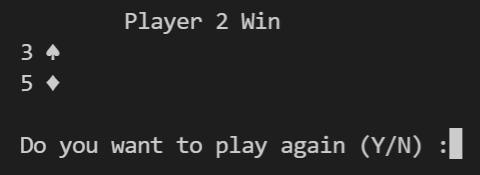 Player 2 Win
3 ♠
5 ♦
Do you want to play again (Y/N) :